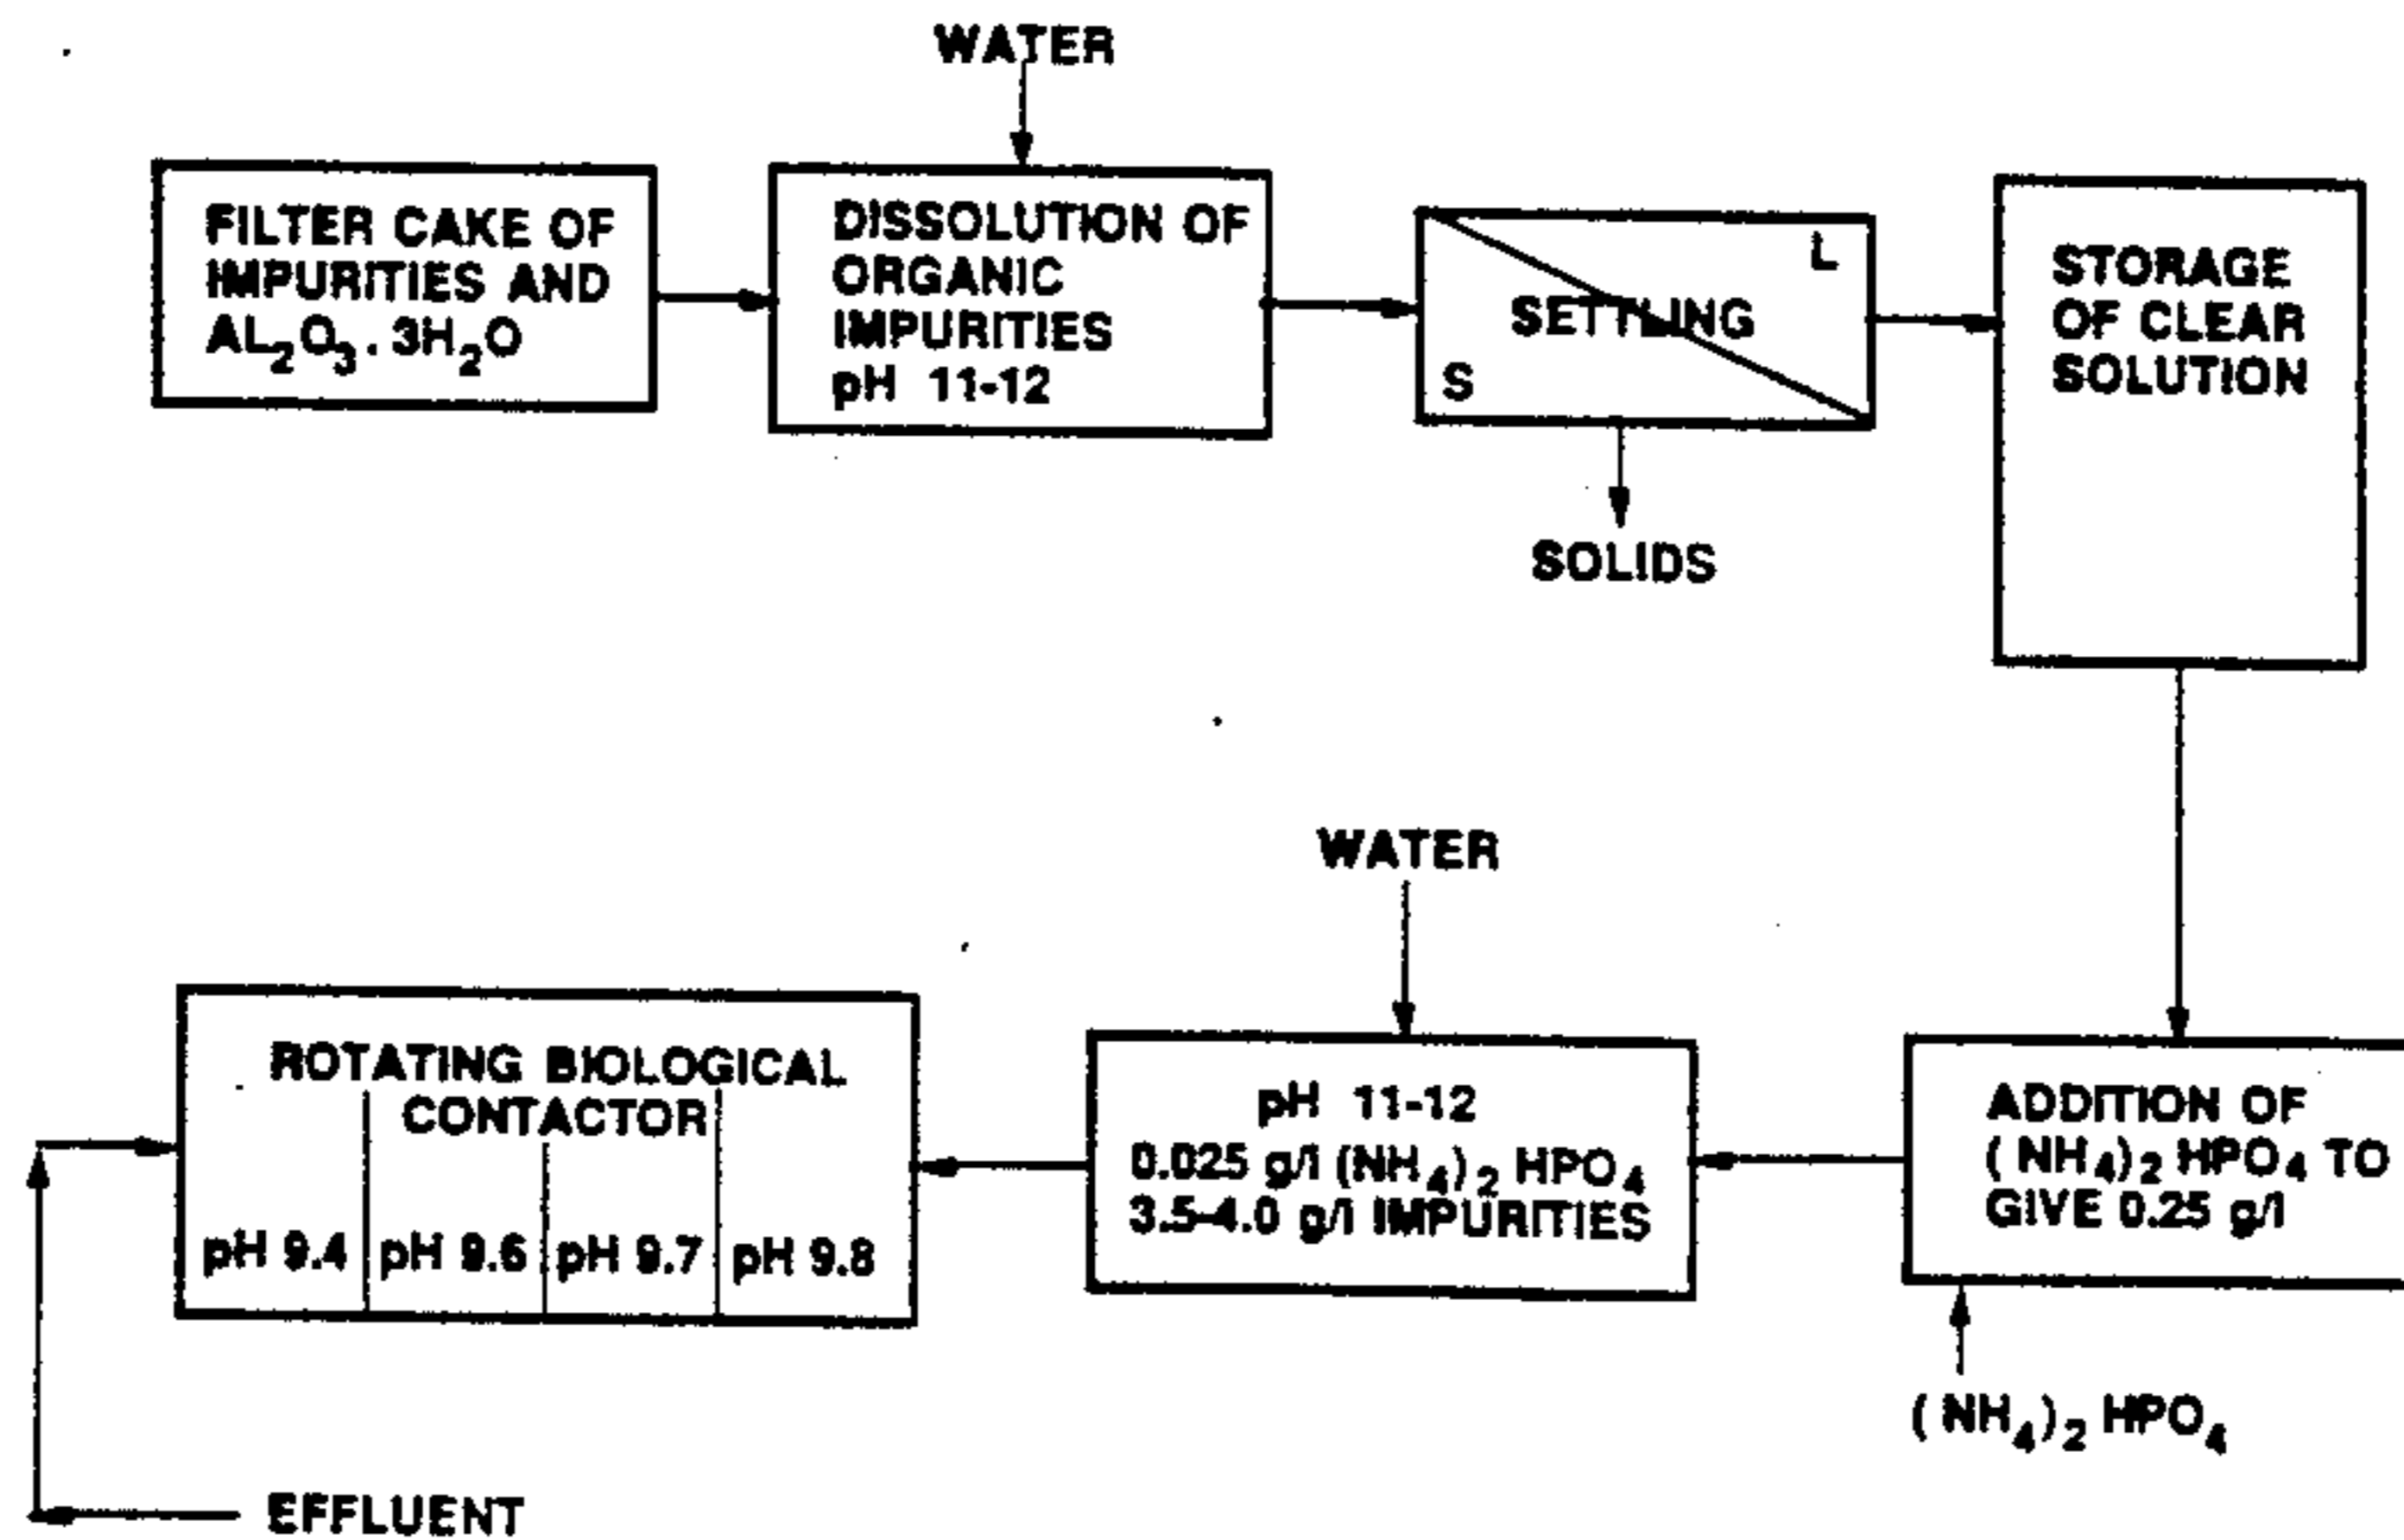 WATER
FILTER CAKE OF
IMPURITIES AND
AL₂O₃ . 3H₂O
DISSOLUTION OF
ORGANIC
IMPURITIES
pH 11-12
L
SETTLING
S
SOLIDS
STORAGE
OF CLEAR
SOLUTION
WATER
ROTATING BIOLOGICAL
CONTACTOR
pH 9.4 pH 9.6 pH 9.7 pH 9.8
pH 11-12
0.025 g/l (NH₄)₂ HPO₄
3.5-4.0 g/l IMPURITIES
ADDITION OF
( NH₄)₂ HPO₄ TO
GIVE 0.25 g/l
( NH₄)₂ HPO₄
EFFLUENT